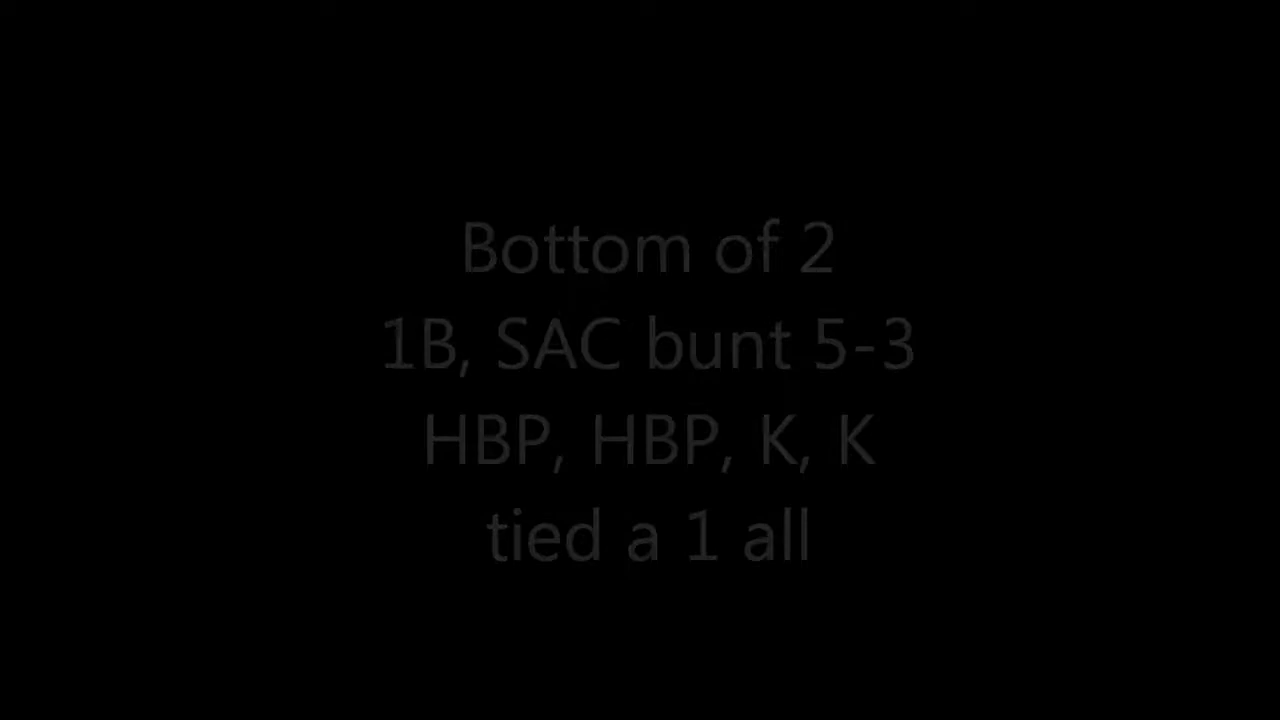 Bottom of 2
1B, SAC bunt 5-3
HBP, HBP, K, K
tied a 1 all